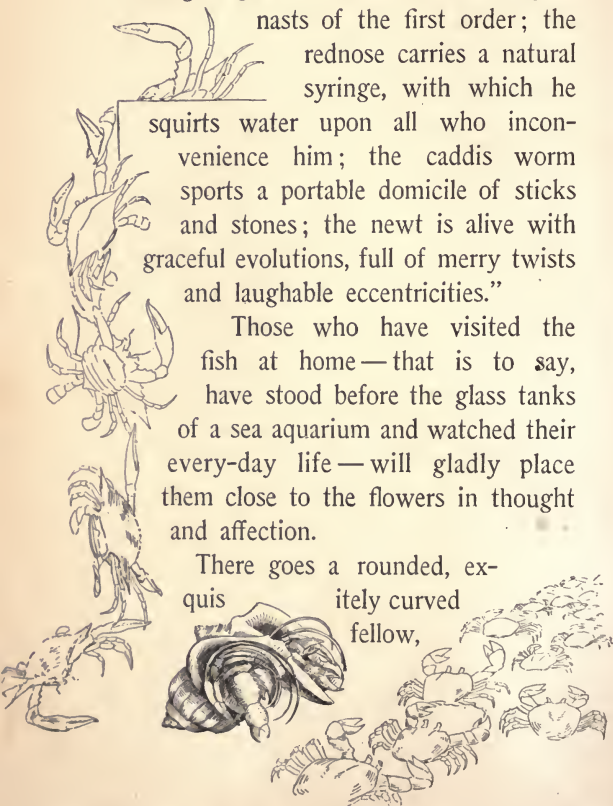 nasts of the first order; the
rednose carries a natural
syringe, with which he
squirts water upon all who incon-
venience him; the caddis worm
sports a portable domicile of sticks
and stones; the newt is alive with
graceful evolutions, full of merry twists
and laughable eccentricities.”
Those who have visited the
fish at home — that is to say,
have stood before the glass tanks
of a sea aquarium and watched their
every-day life — will gladly place
them close to the flowers in thought
and affection.
There goes a rounded, ex-
quis itely curved
fellow,